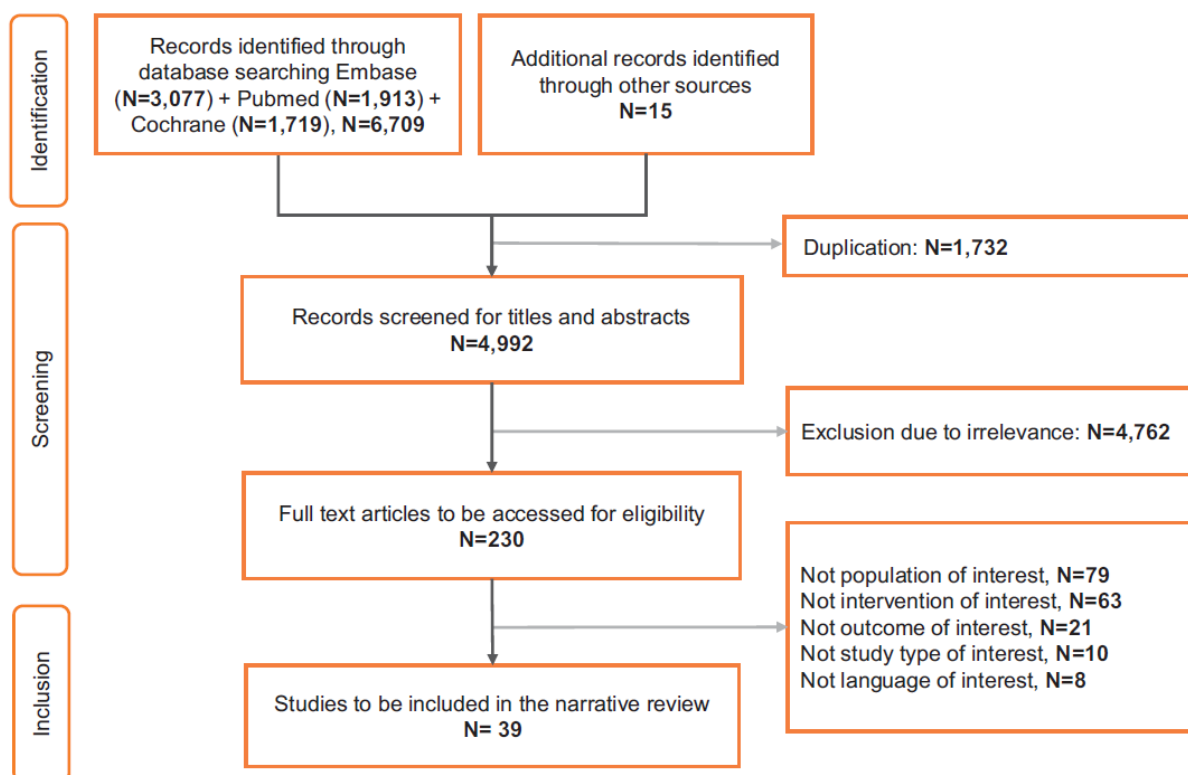 Identification
Records identified through
database searching Embase
(N=3,077) + Pubmed (N=1,913) +
Cochrane (N=1,719), N=6,709
Additional records identified
through other sources
N=15
Screening
Duplication: N=1,732
Records screened for titles and abstracts
N=4,992
Exclusion due to irrelevance: N=4,762
Full text articles to be accessed for eligibility
N=230
Inclusion
Not population of interest, N=79
Not intervention of interest, N=63
Not outcome of interest, N=21
Not study type of interest, N=10
Not language of interest, N=8
Studies to be included in the narrative review
N= 39